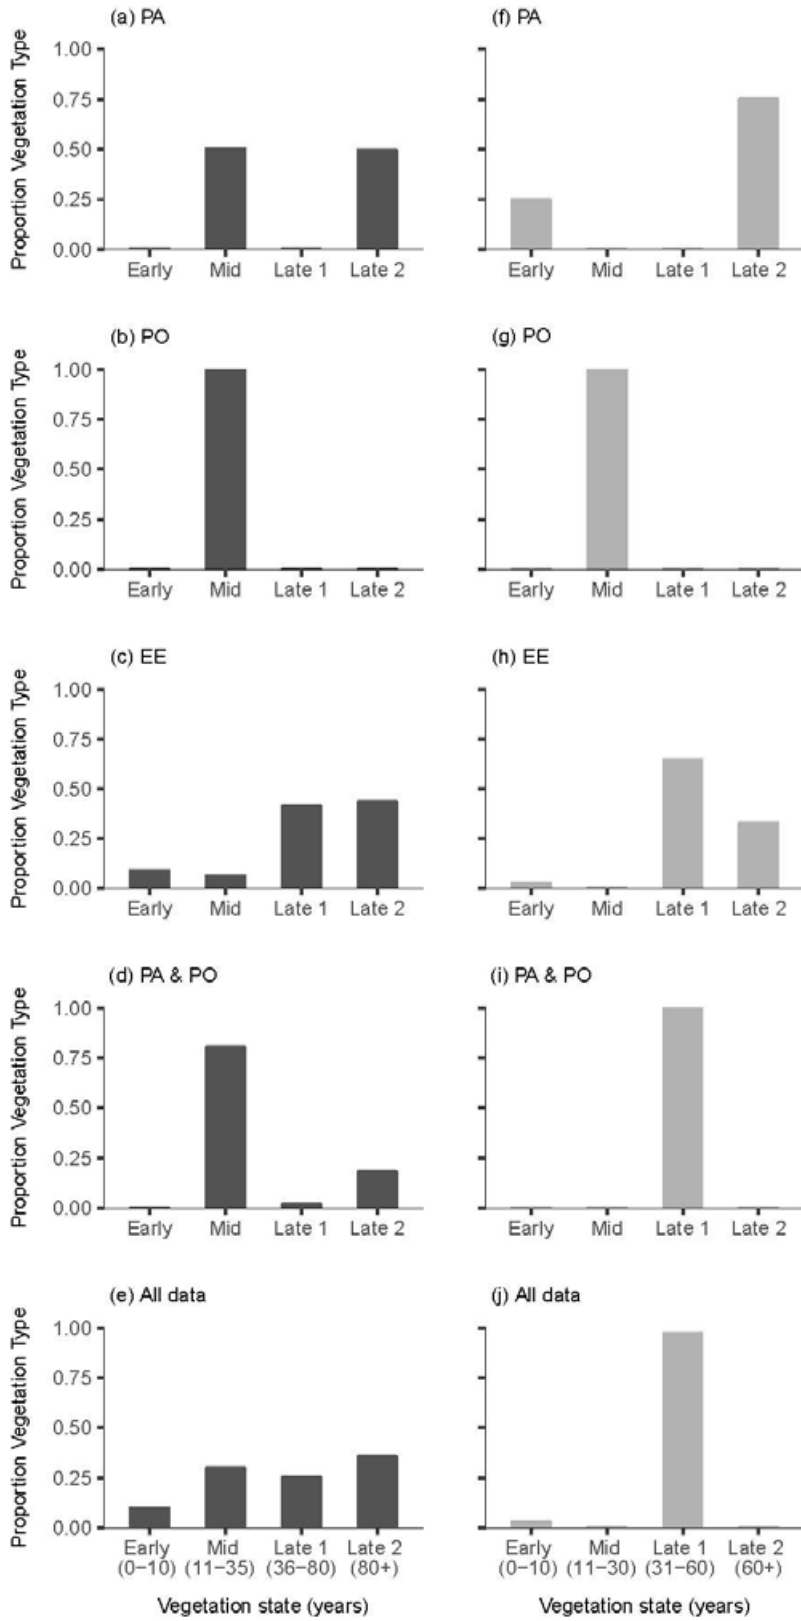 (a) PA
Proportion Vegetation Type
1.00
0.75
0.50
0.25
0.00
Early Mid Late 1 Late 2
(f) PA
Early Mid Late 1 Late 2
(b) PO
Proportion Vegetation Type
1.00
0.75
0.50
0.25
0.00
Early Mid Late 1 Late 2
(g) PO
Early Mid Late 1 Late 2
(c) EE
Proportion Vegetation Type
1.00
0.75
0.50
0.25
0.00
Early Mid Late 1 Late 2
(h) EE
Early Mid Late 1 Late 2
(d) PA & PO
Proportion Vegetation Type
1.00
0.75
0.50
0.25
0.00
Early Mid Late 1 Late 2
(i) PA & PO
Early Mid Late 1 Late 2
(e) All data
Proportion Vegetation Type
1.00
0.75
0.50
0.25
0.00
Early Mid Late 1 Late 2
(0−10) (11−35) (36−80) (80+)
Vegetation state (years)
(j) All data
Early Mid Late 1 Late 2
(0−10) (11−30) (31−60) (60+)
Vegetation state (years)